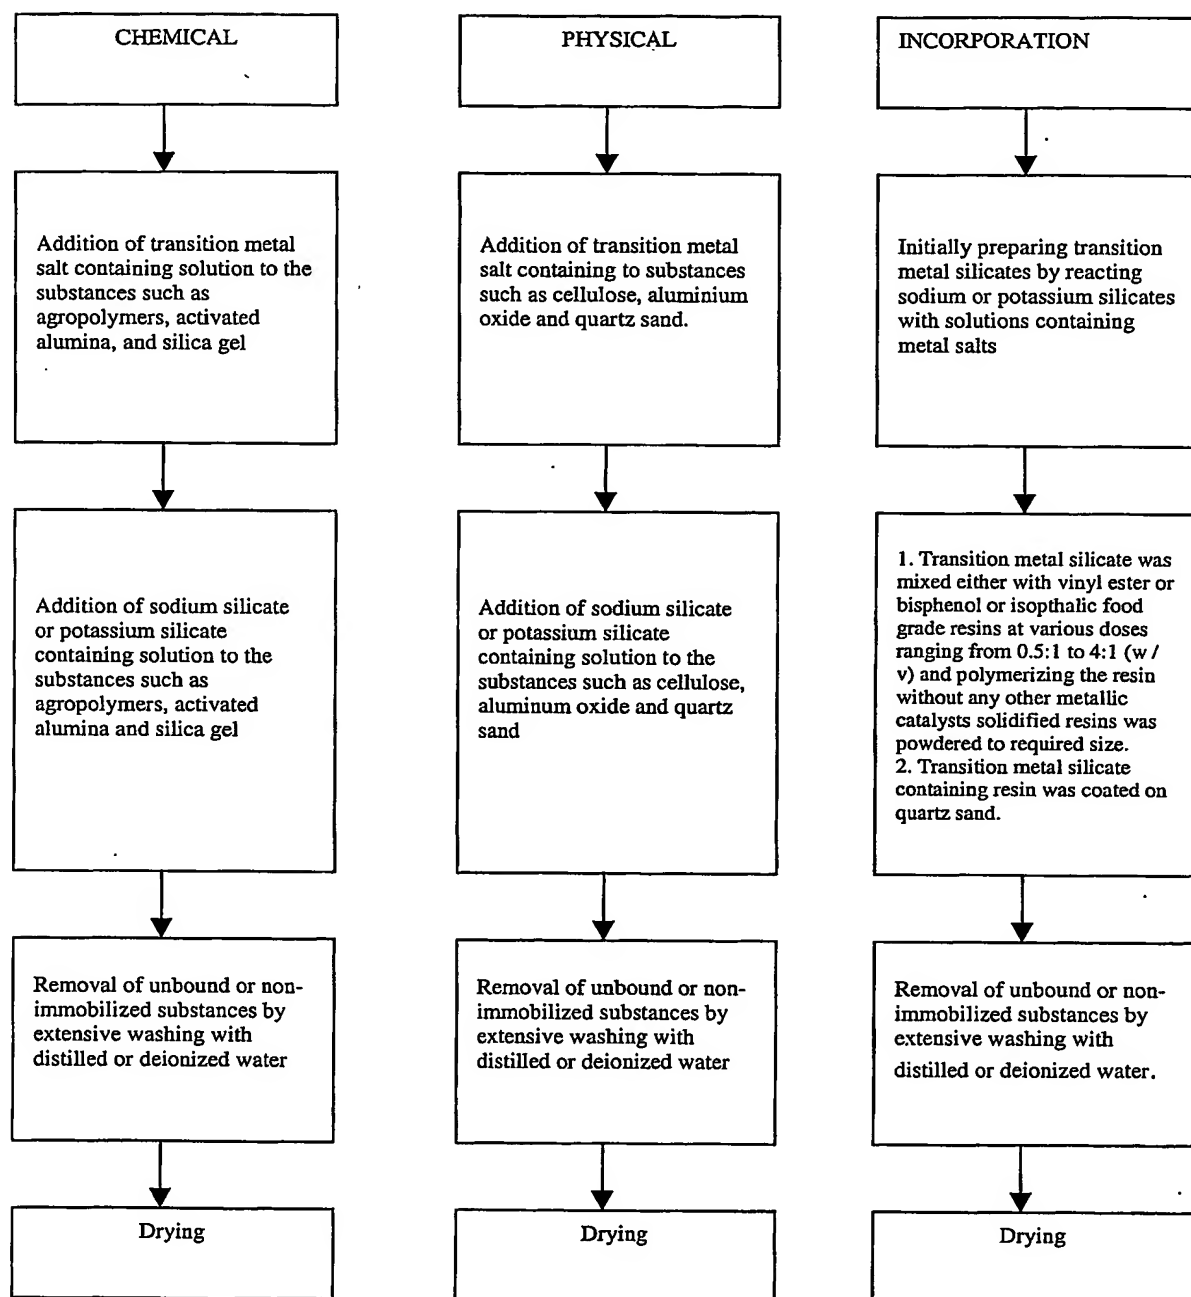 CHEMICAL
Addition of transition metal
salt containing solution to the
substances such as
agropolymers, activated
alumina, and silica gel
Addition of sodium silicate
or potassium silicate
containing solution to the
substances such as
agropolymers, activated
alumina and silica gel
Removal of unbound or non-
immobilized substances by
extensive washing with
distilled or deionized water
Drying
PHYSICAL
Addition of transition metal
salt containing to substances
such as cellulose, aluminium
oxide and quartz sand.
Addition of sodium silicate
or potassium silicate
containing solution to the
substances such as cellulose,
aluminum oxide and quartz
sand
Removal of unbound or non-
immobilized substances by
extensive washing with
distilled or deionized water
Drying
INCORPORATION
Initially preparing transition
metal silicates by reacting
sodium or potassium silicates
with solutions containing
metal salts
1. Transition metal silicate was
mixed either with vinyl ester or
bisphenol or isopthalic food
grade resins at various doses
ranging from 0.5:1 to 4:1 (w /
v) and polymerizing the resin
without any other metallic
catalysts solidified resins was
powdered to required size.
2. Transition metal silicate
containing resin was coated on
quartz sand.
Removal of unbound or non-
immobilized substances by
extensive washing with
distilled or deionized water.
Drying